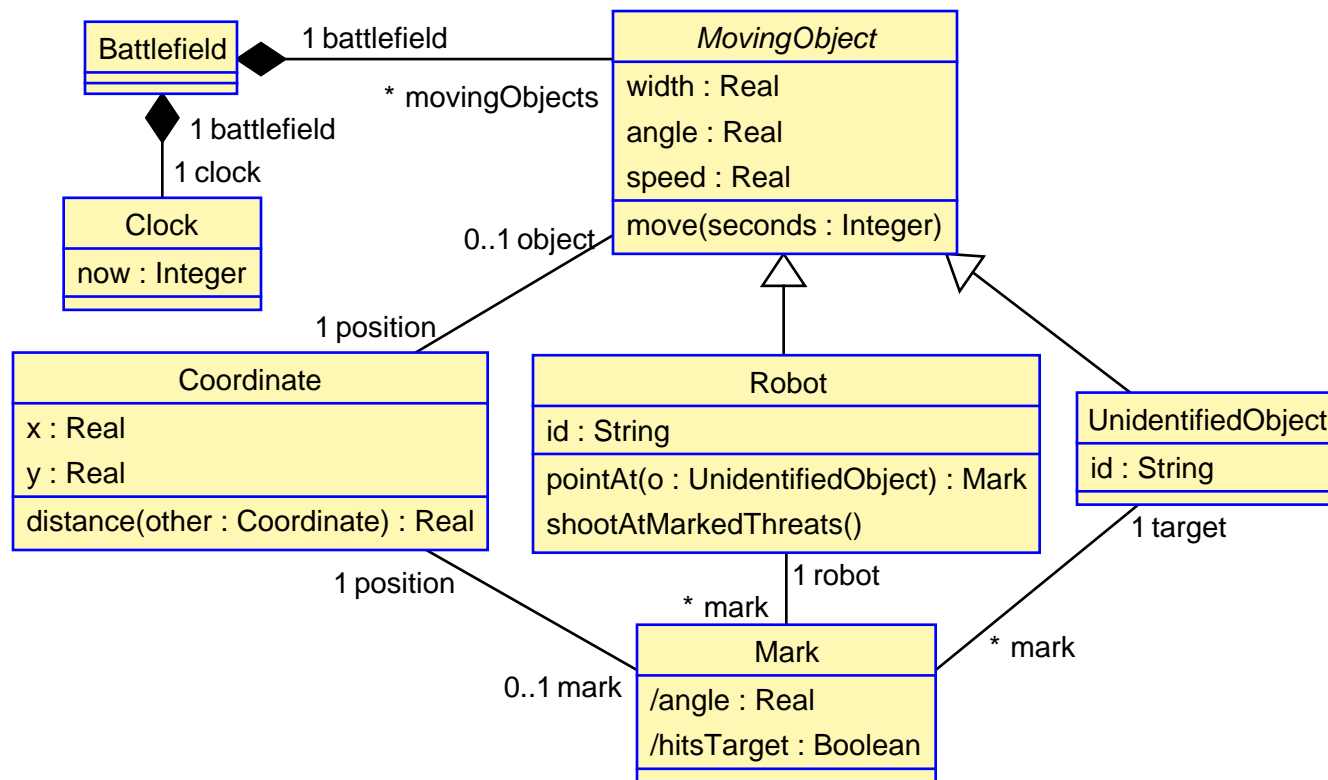 Battlefield
1 battlefield
* movingObjects
MovingObject
width : Real
angle : Real
speed : Real
move(seconds : Integer)
1 battlefield
1 clock
Clock
now : Integer
0..1 object
1 position
Coordinate
x : Real
y : Real
distance(other : Coordinate) : Real
Robot
id : String
pointAt(o : UnidentifiedObject) : Mark
shootAtMarkedThreats()
UnidentifiedObject
id : String
1 position
0..1 mark
1 robot
* mark
1 target
* mark
Mark
/angle : Real
/hitsTarget : Boolean